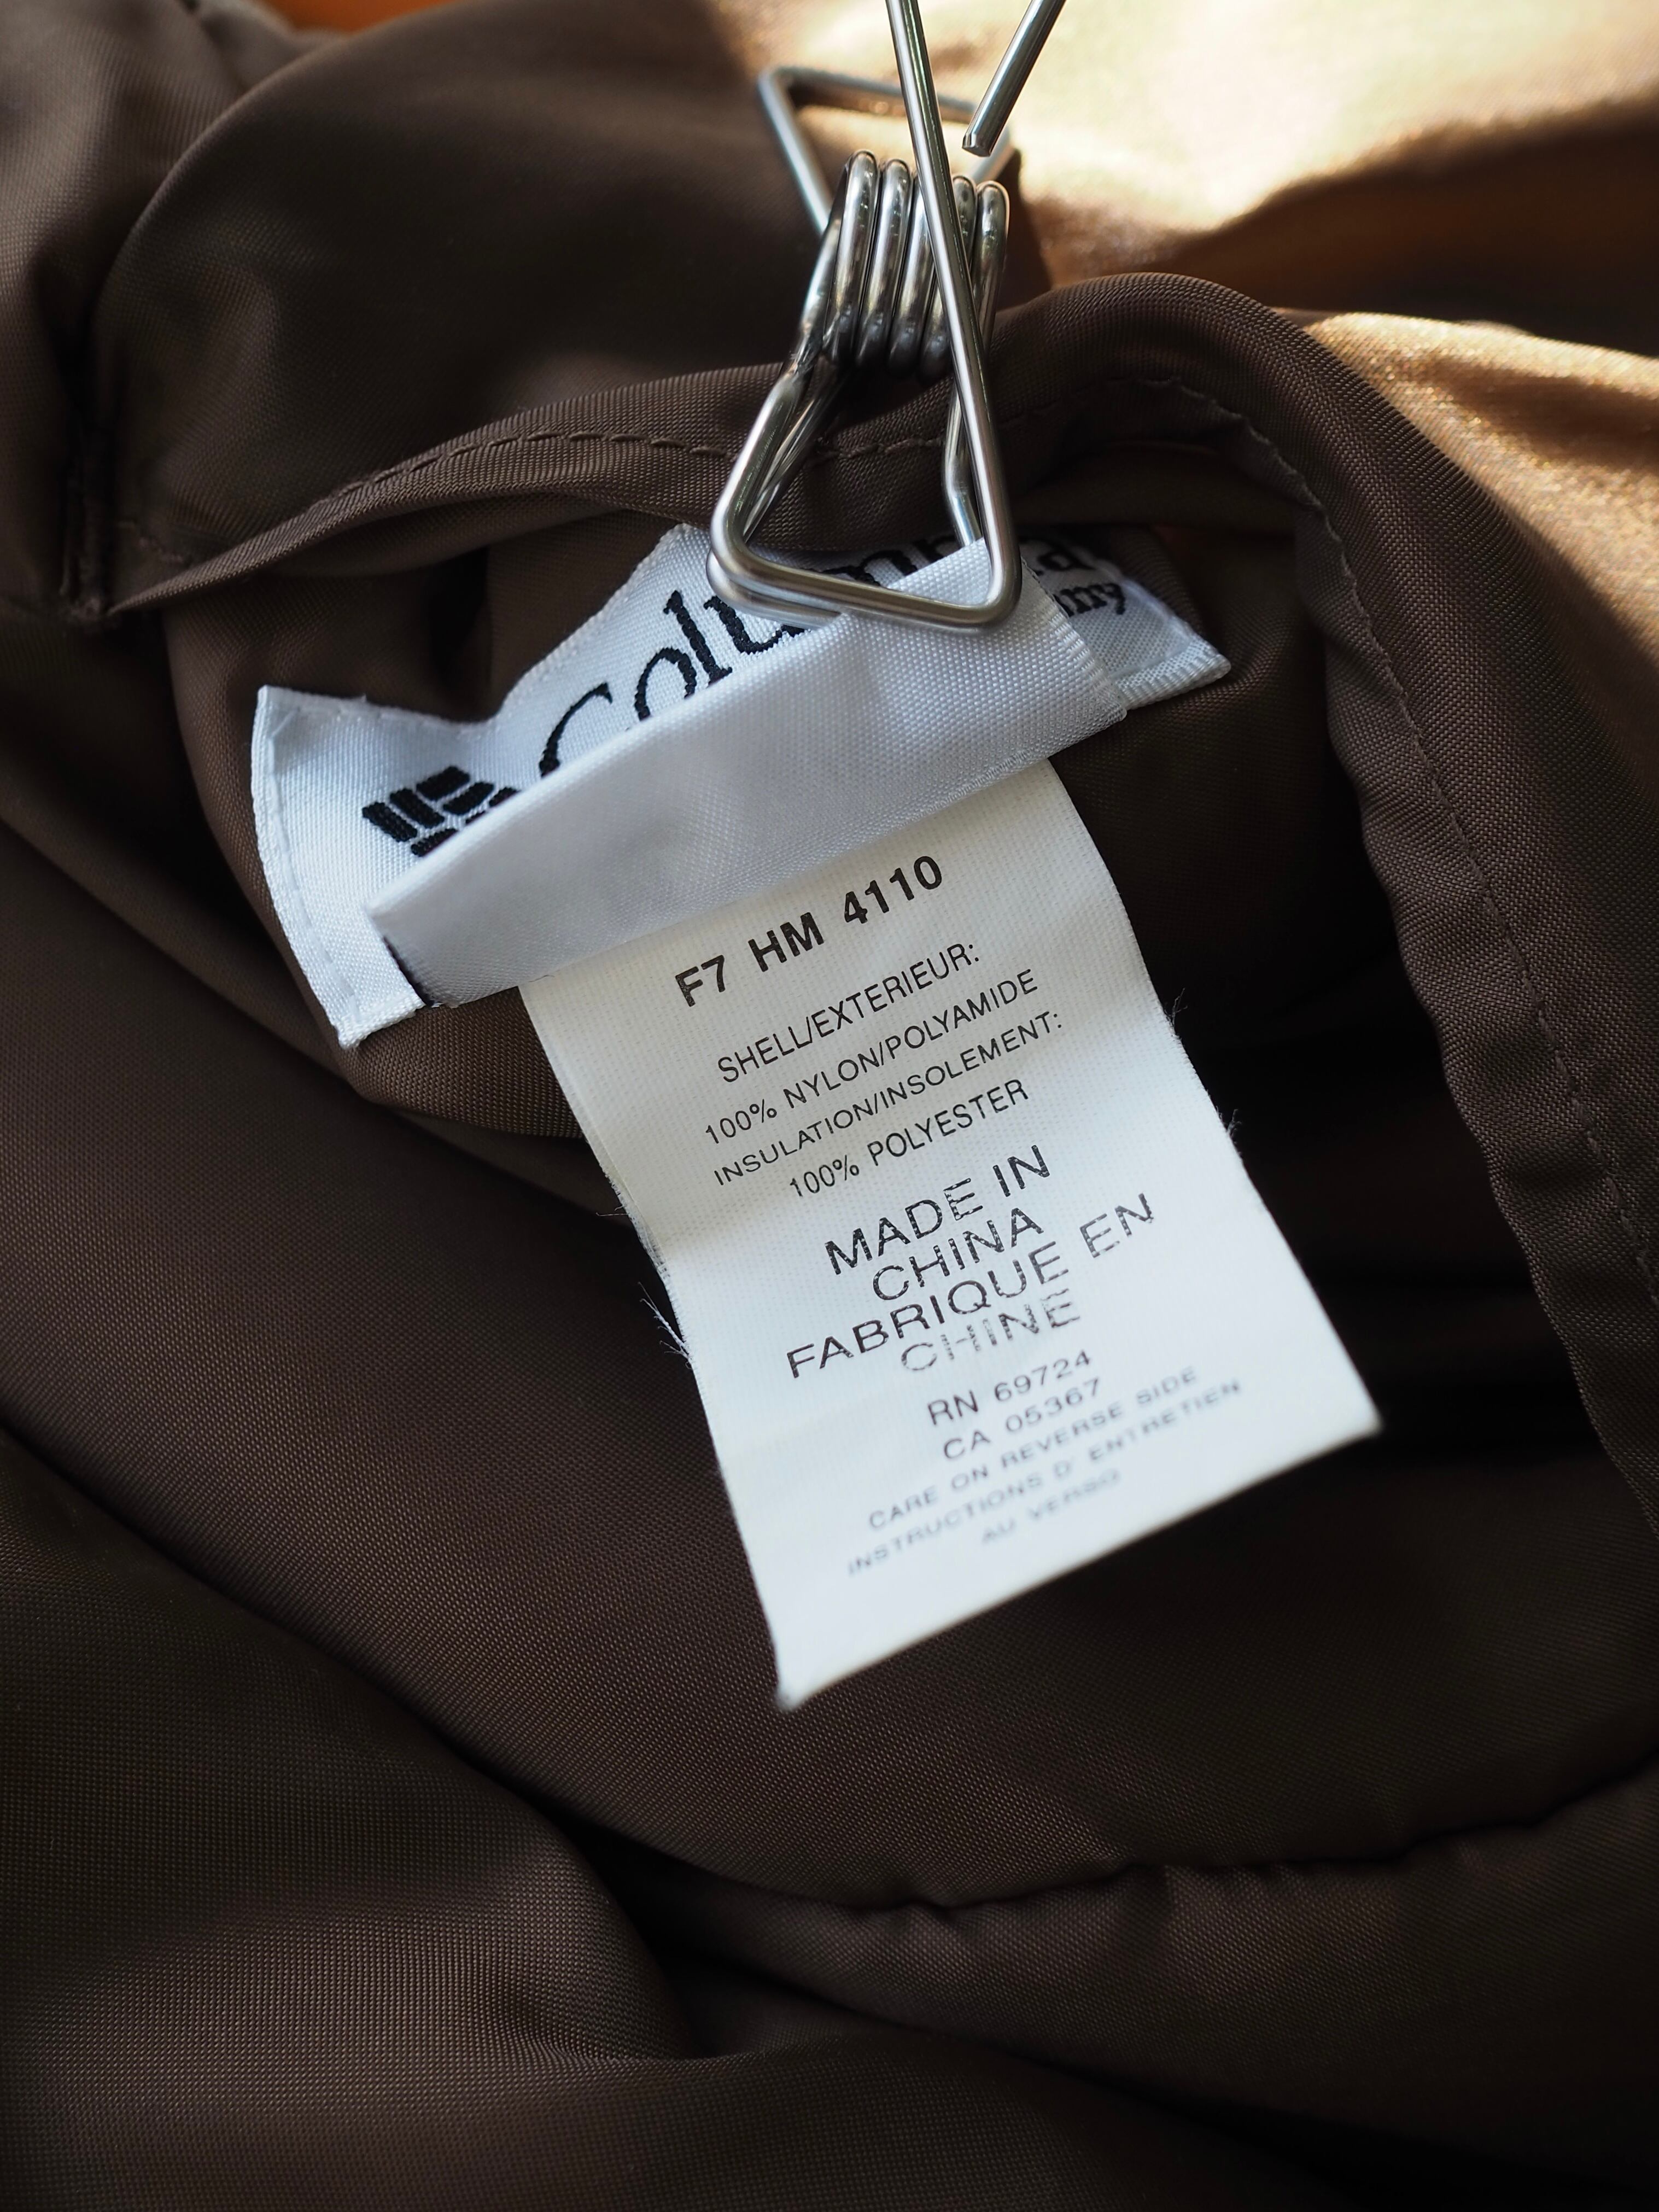 F7 HM 4110
SHELL/EXTERIEUR:
100% NYLON/POLYAMIDE
INSULATION/INSOLEMENT:
100% POLYESTER
MADE IN
CHINA
FABRIQUE EN
CHINE
RN 69724
CA 05367
CARE ON REVERSE SIDE
INSTRUCTIONS D' ENTRETIEN
AU VERSO